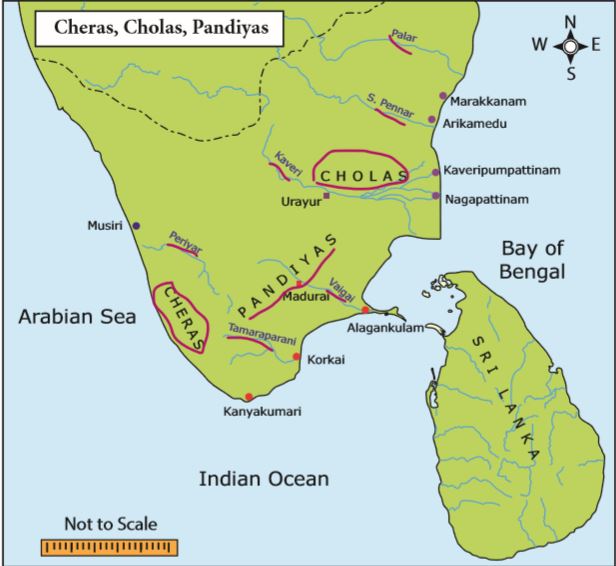 Cheras, Cholas, Pandiyas
N
W E
S
Palar
S. Pennar
Marakkanam
Arikamedu
Kaveri
CHOLAS
Kaveripumpattinam
Urayur
Nagapattinam
Musiri
Periyar
PANDIYAS
Bay of
Bengal
Madurai
Vaigai
CHERAS
Arabian Sea
Alagankulam
Tamaraparani
Korkai
SRI LANKA
Kanyakumari
Indian Ocean
Not to Scale